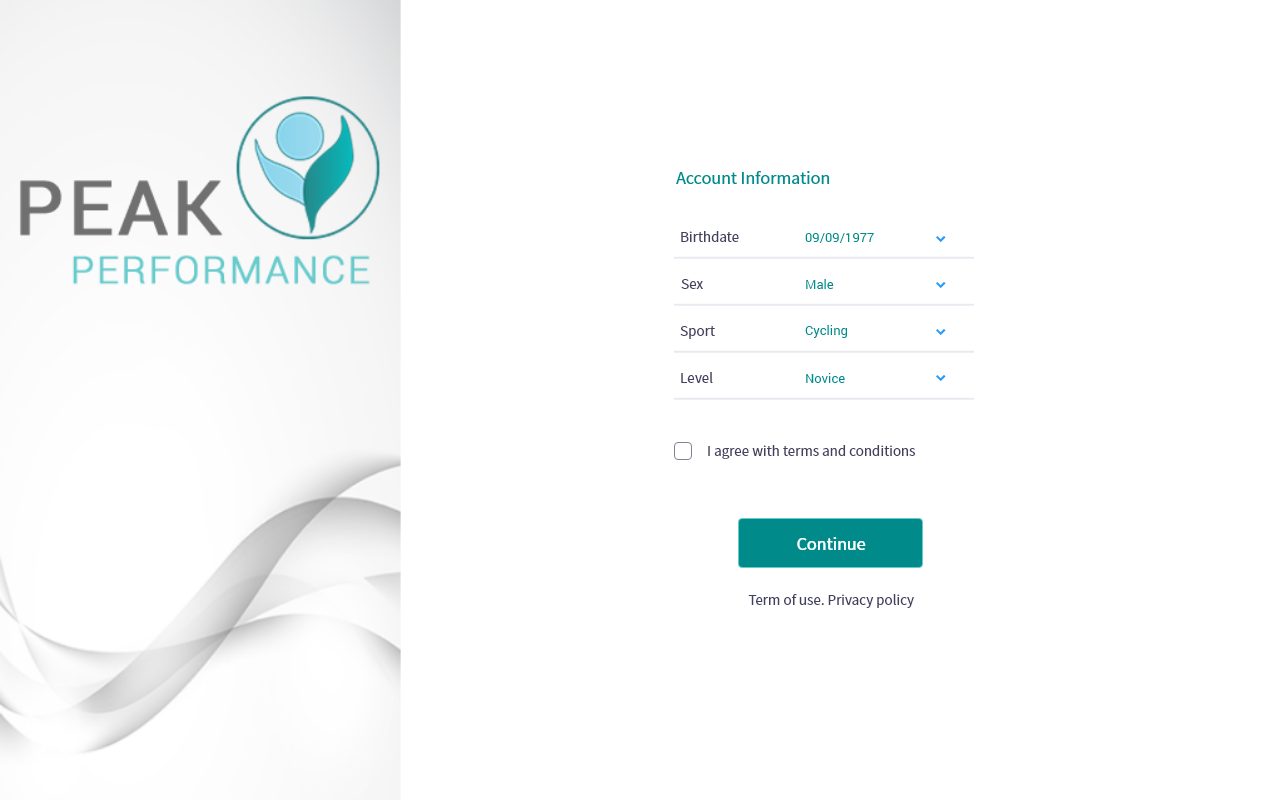 PEAK
PERFORMANCE
Account Information
Birthdate 09/09/1977
Sex Male
Sport Cycling
Level Novice
I agree with terms and conditions
Continue
Term of use. Privacy policy